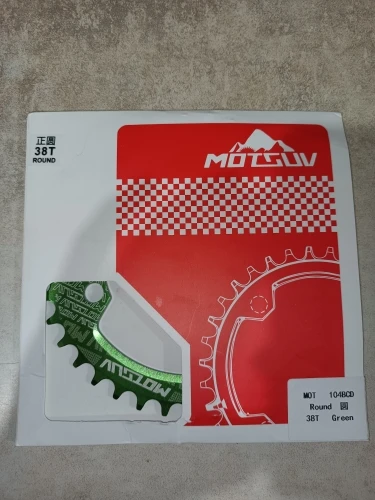 正圆
38T
ROUND
MOTSUV
MOTSUV
MOT 104BCD
Round 圆
38T Green